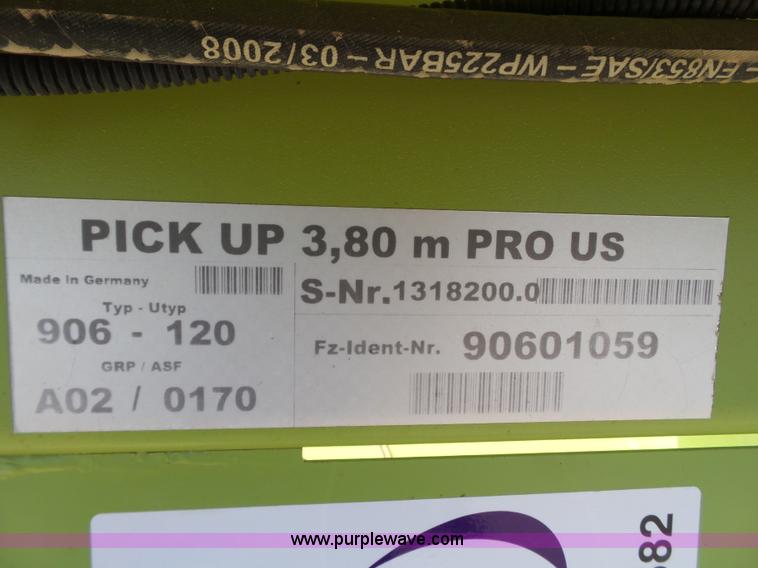 EN853/SAE - WP225BAR - 03/2008
PICK UP 3,80 m PRO US
Made In Germany
S-Nr.1318200.0
Typ - Utyp
906 - 120
Fz-Ident-Nr. 90601059
GRP / ASF
A02 / 0170
www.purplewave.com